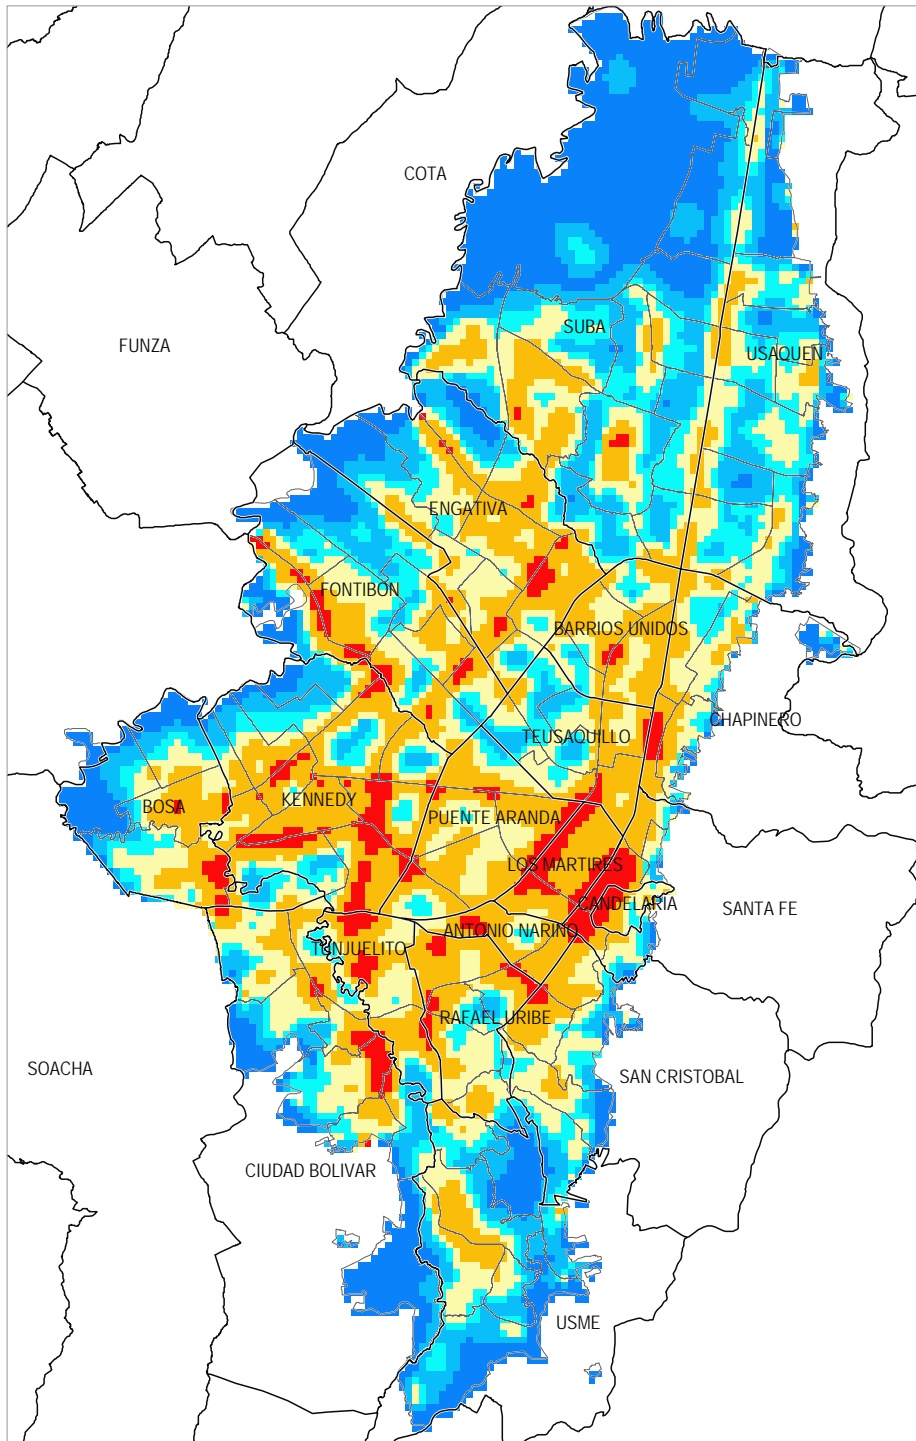 COTA
SUBA
FUNZA
USAQUEN
ENGATIVA
FONTIBON
BARRIOS UNIDOS
CHAPINERO
TEUSAQUILLO
KENNEDY
BOSA
PUENTE ARANDA
LOS MARTIRES
CANDELARIA
SANTA FE
ANTONIO NARINO
TUNJUELITO
RAFAEL URIBE
SOACHA
SAN CRISTOBAL
CIUDAD BOLIVAR
USME